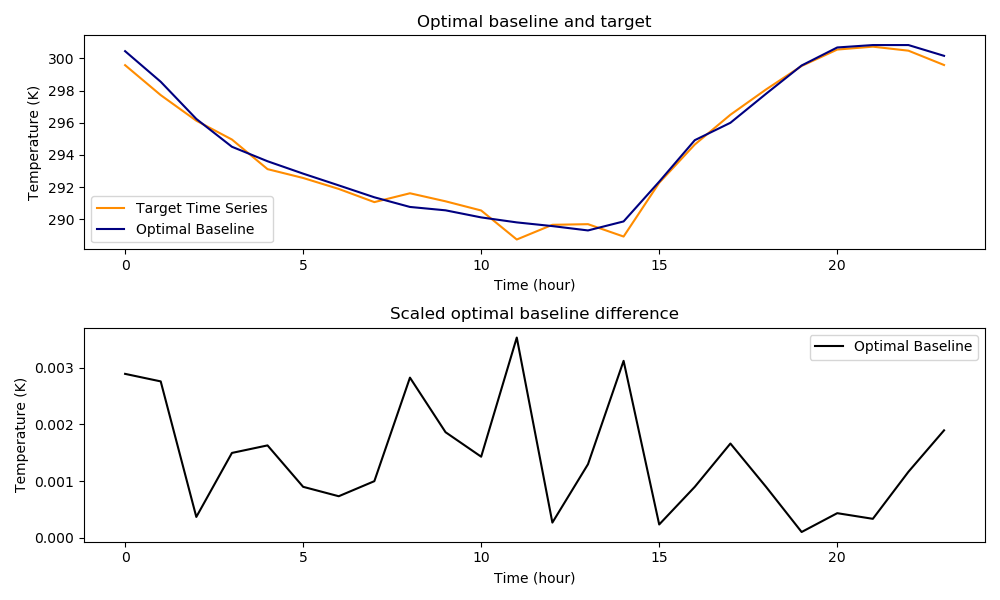 Optimal baseline and target
Temperature (K)
300
298
296
294
292
290
Target Time Series
Optimal Baseline
0 5 10 15 20
Time (hour)
Scaled optimal baseline difference
Temperature (K)
0.003
0.002
0.001
0.000
Optimal Baseline
0 5 10 15 20
Time (hour)